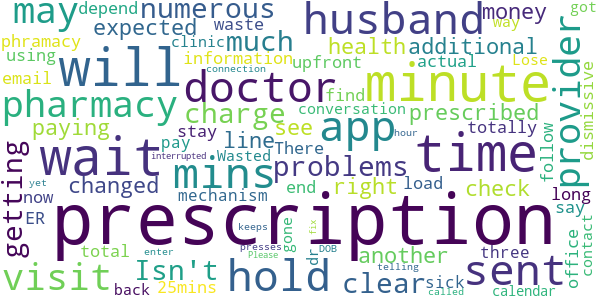 may
depend
numerous
husband
money
way
got
phramacy
expected
clinic
waste
much
using
information
health
additional
email
will
doctor
upfront
actual
Lose
minute
connection
find
conversation
prescribed
pharmacy
charge
app
provider
dismissive
paying
stay
line
There
see
totally
hour
time
wait
pay
Wasted
interrupted
mins
problems
follow
getting
changed
mechanism
end
right
load
check
long
now
yet
ER
prescription
say
total
keeps
gone
dr
fix
another
three
office
contact
presses
DOB
Please
visit
Isn't
hold
clear
sick
sent
enter
telling
back
25mins
called
calendar